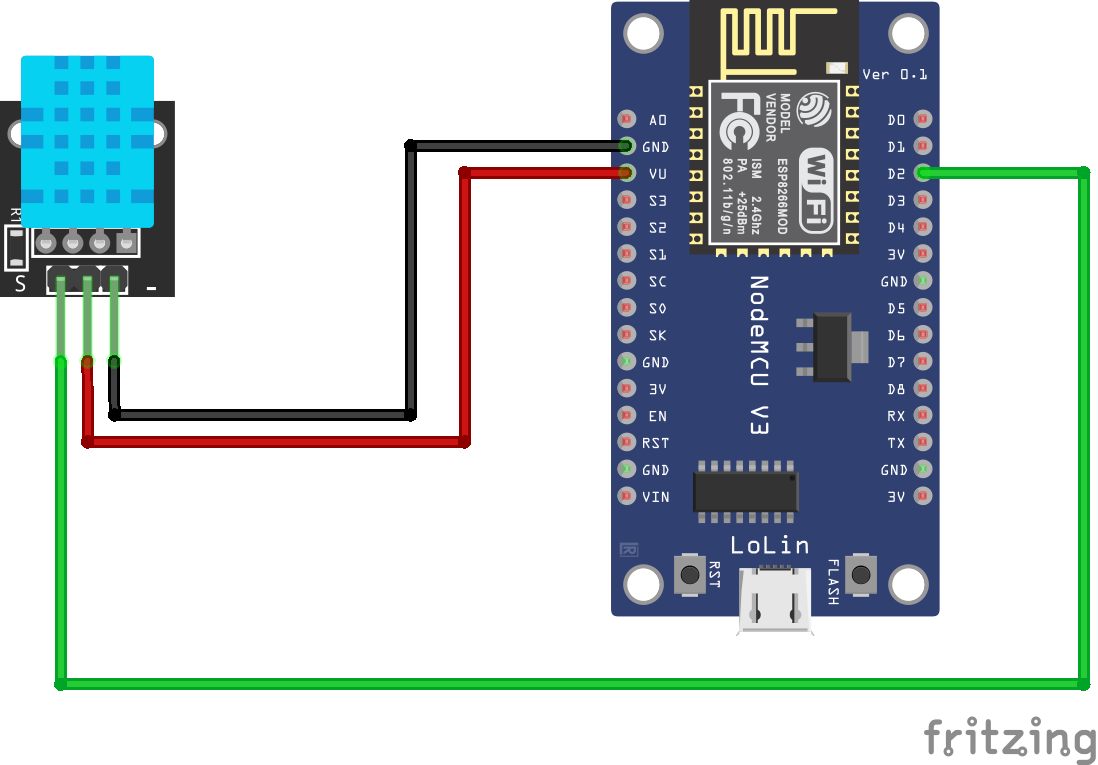 R1
S
-
Ver 0.1
MODEL
VENDOR
ESP8266MOD
ISM 2.4Ghz
PA +25dBm
802.11b/g/n
FCC
WiFi
A0
GND
VU
S3
S2
S1
SC
S0
SK
GND
3V
EN
RST
GND
VIN
D0
D1
D2
D3
D4
3V
GND
D5
D6
D7
D8
RX
TX
GND
3V
NodeMCU V3
LoLin
RST
FLASH
fritzing